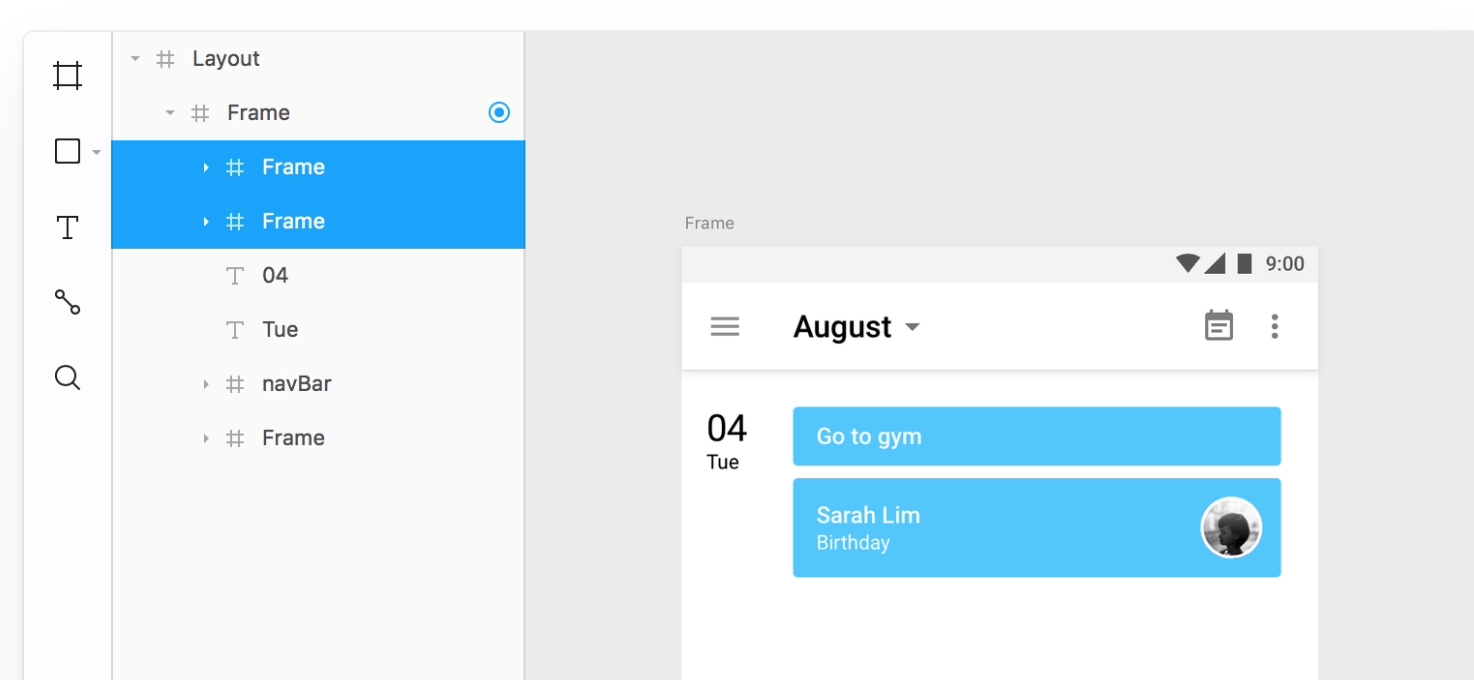 Layout
Frame
Frame
Frame
04
Tue
navBar
Frame
Frame
9:00
August
04
Tue
Go to gym
Sarah Lim
Birthday